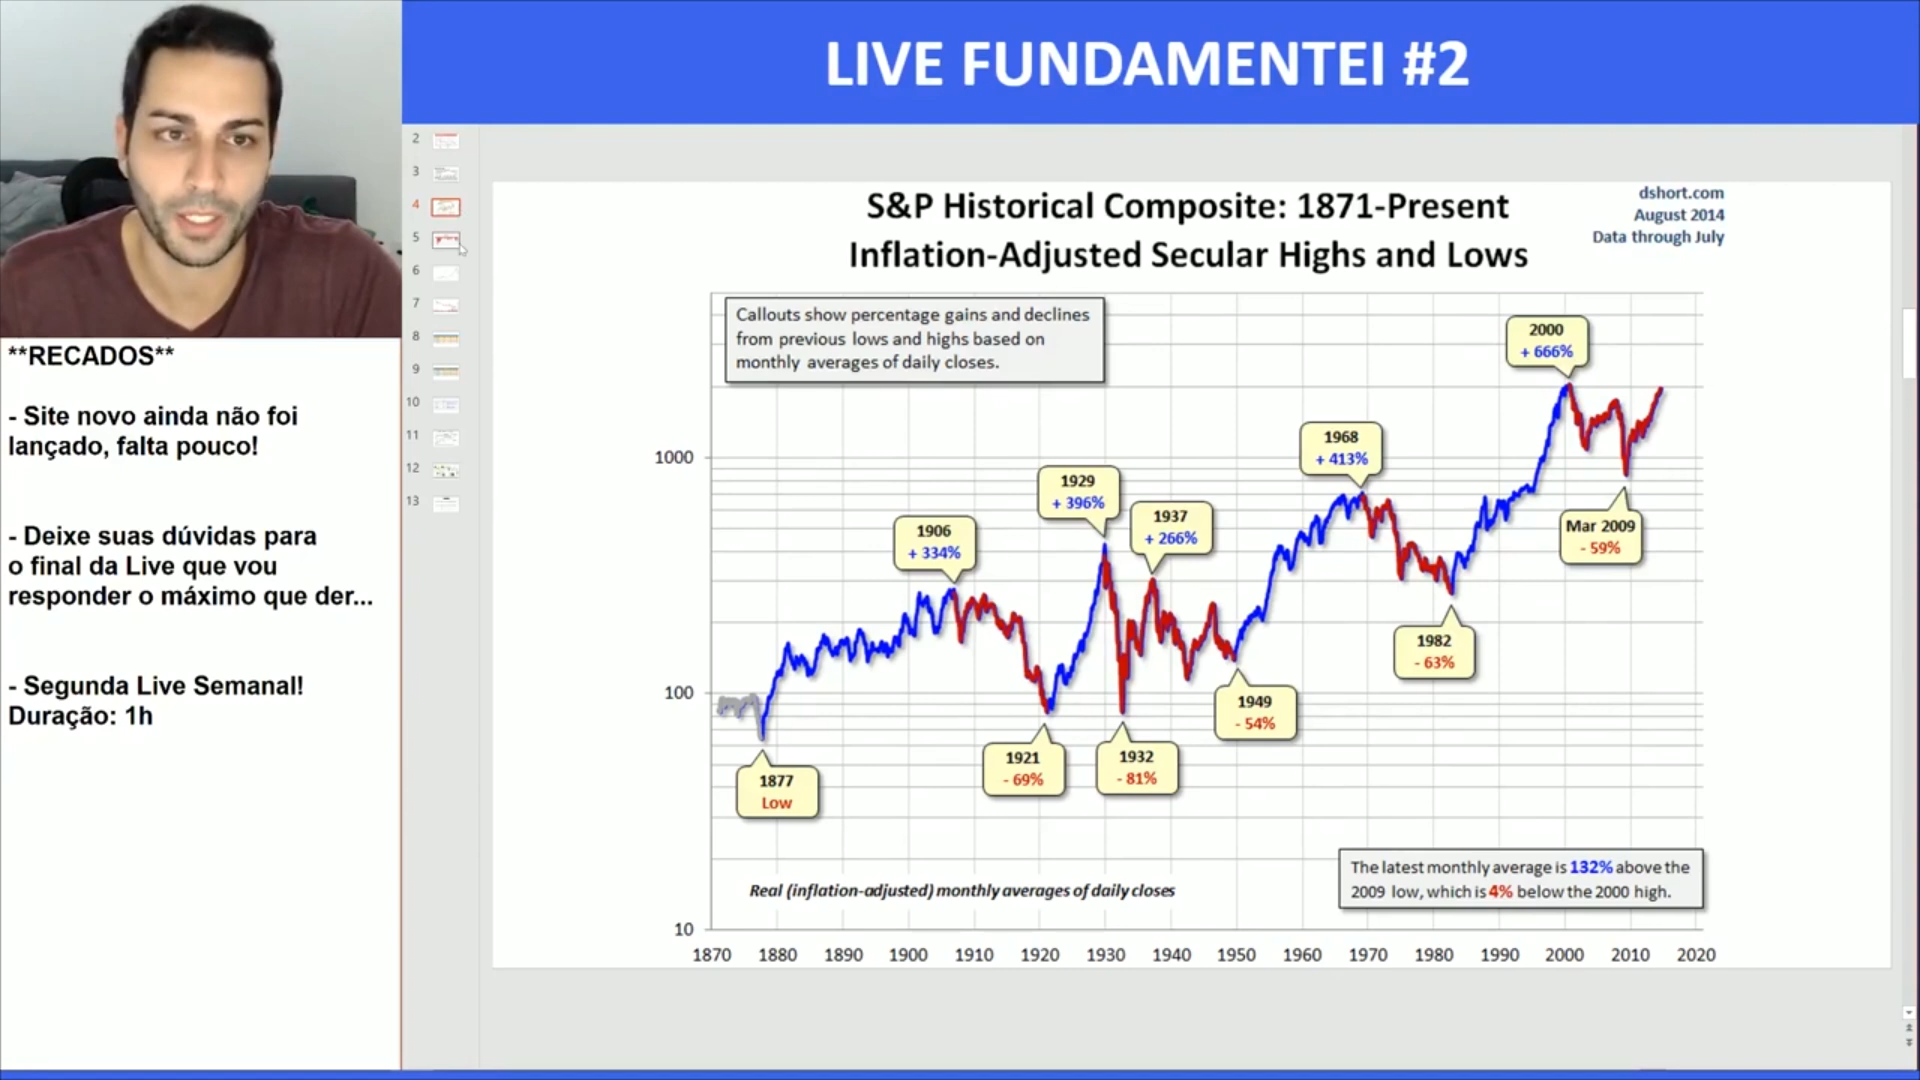 LIVE FUNDAMENTEI #2
**RECADOS**
- Site novo ainda não foi
lançado, falta pouco!
- Deixe suas dúvidas para
o final da Live que vou
responder o máximo que der...
- Segunda Live Semanal!
Duração: 1h
2
3
4
5
6
7
8
9
10
11
12
13
S&P Historical Composite: 1871-Present
Inflation-Adjusted Secular Highs and Lows
dshort.com
August 2014
Data through July
Callouts show percentage gains and declines
from previous lows and highs based on
monthly averages of daily closes.
2000
+ 666%
1968
+ 413%
1929
+ 396%
1937
+ 266%
1906
+ 334%
Mar 2009
- 59%
1982
- 63%
1949
- 54%
1921
- 69%
1932
- 81%
1877
Low
1000
100
10
Real (inflation-adjusted) monthly averages of daily closes
The latest monthly average is 132% above the
2009 low, which is 4% below the 2000 high.
1870 1880 1890 1900 1910 1920 1930 1940 1950 1960 1970 1980 1990 2000 2010 2020